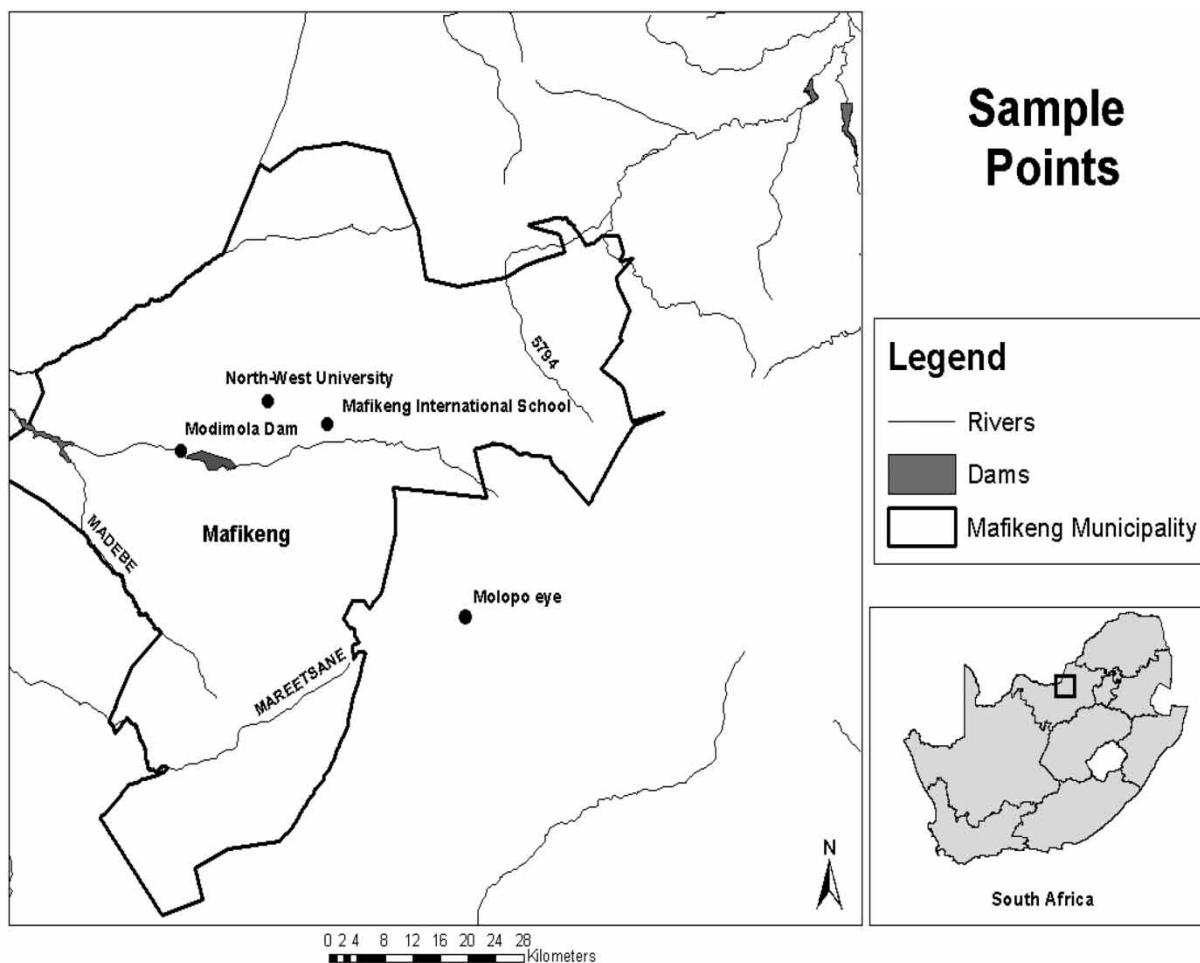 Sample
Points
5794
North-West University
Mafikeng International School
Modimola Dam
Legend
Rivers
Dams
Mafikeng Municipality
MADEBE
Mafikeng
Molopo eye
MAREETSANE
N
South Africa
0 2 4 8 12 16 20 24 28
Kilometers